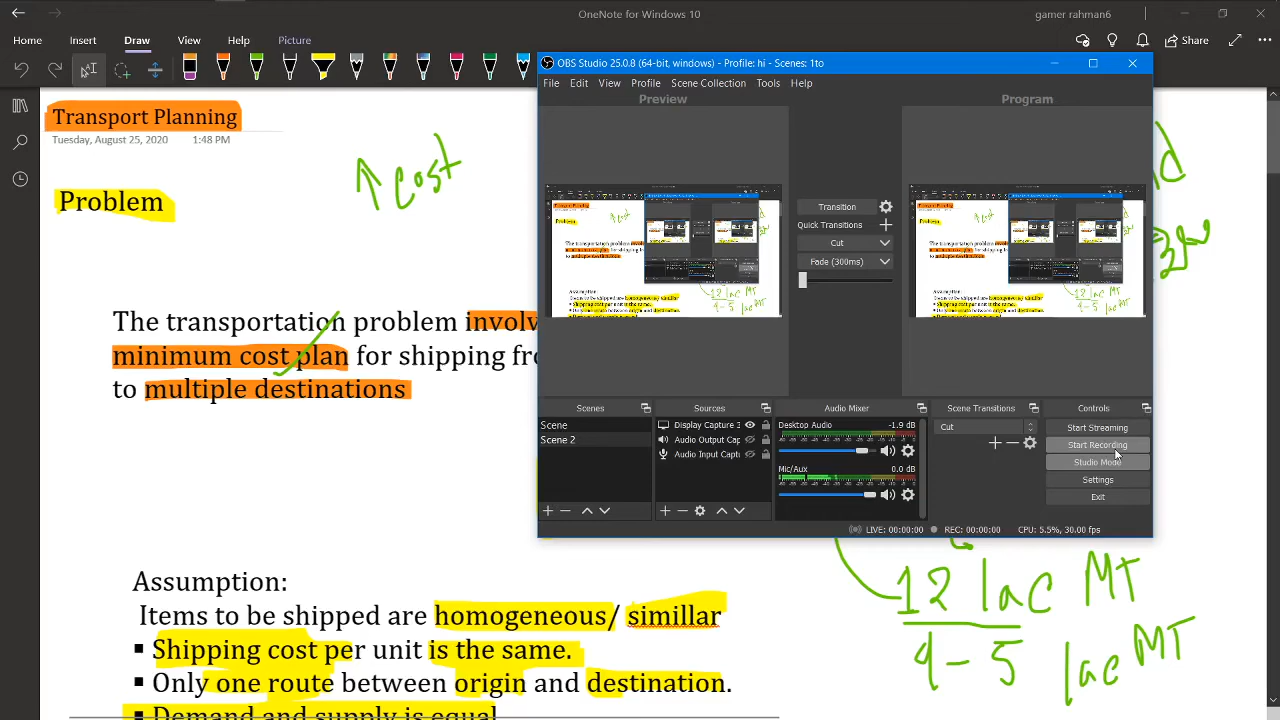 OneNote for Windows 10
gamer rahman6
Home Insert Draw View Help Picture
Share
Transport Planning
Tuesday, August 25, 2020 1:48 PM
↑ cost
Problem
The transportation problem involv
minimum cost plan for shipping fro
to multiple destinations
Assumption:
Items to be shipped are homogeneous/ simillar
▪ Shipping cost per unit is the same.
▪ Only one route between origin and destination.
▪ Demand and supply is equal
12 lac MT
4-5 lac MT
OBS Studio 25.0.8 (64-bit, windows) - Profile: hi - Scenes: 1to
File Edit View Profile Scene Collection Tools Help
Preview
Program
Transition
Quick Transitions
Cut
Fade (300ms)
Scenes
Scene
Scene 2
Sources
Display Capture 3
Audio Output Cap
Audio Input Captu
Audio Mixer
Desktop Audio -1.9 dB
Mic/Aux 0.0 dB
Scene Transitions
Cut
Controls
Start Streaming
Start Recording
Studio Mode
Settings
Exit
LIVE: 00:00:00 REC: 00:00:00 CPU: 5.5%, 30.00 fps